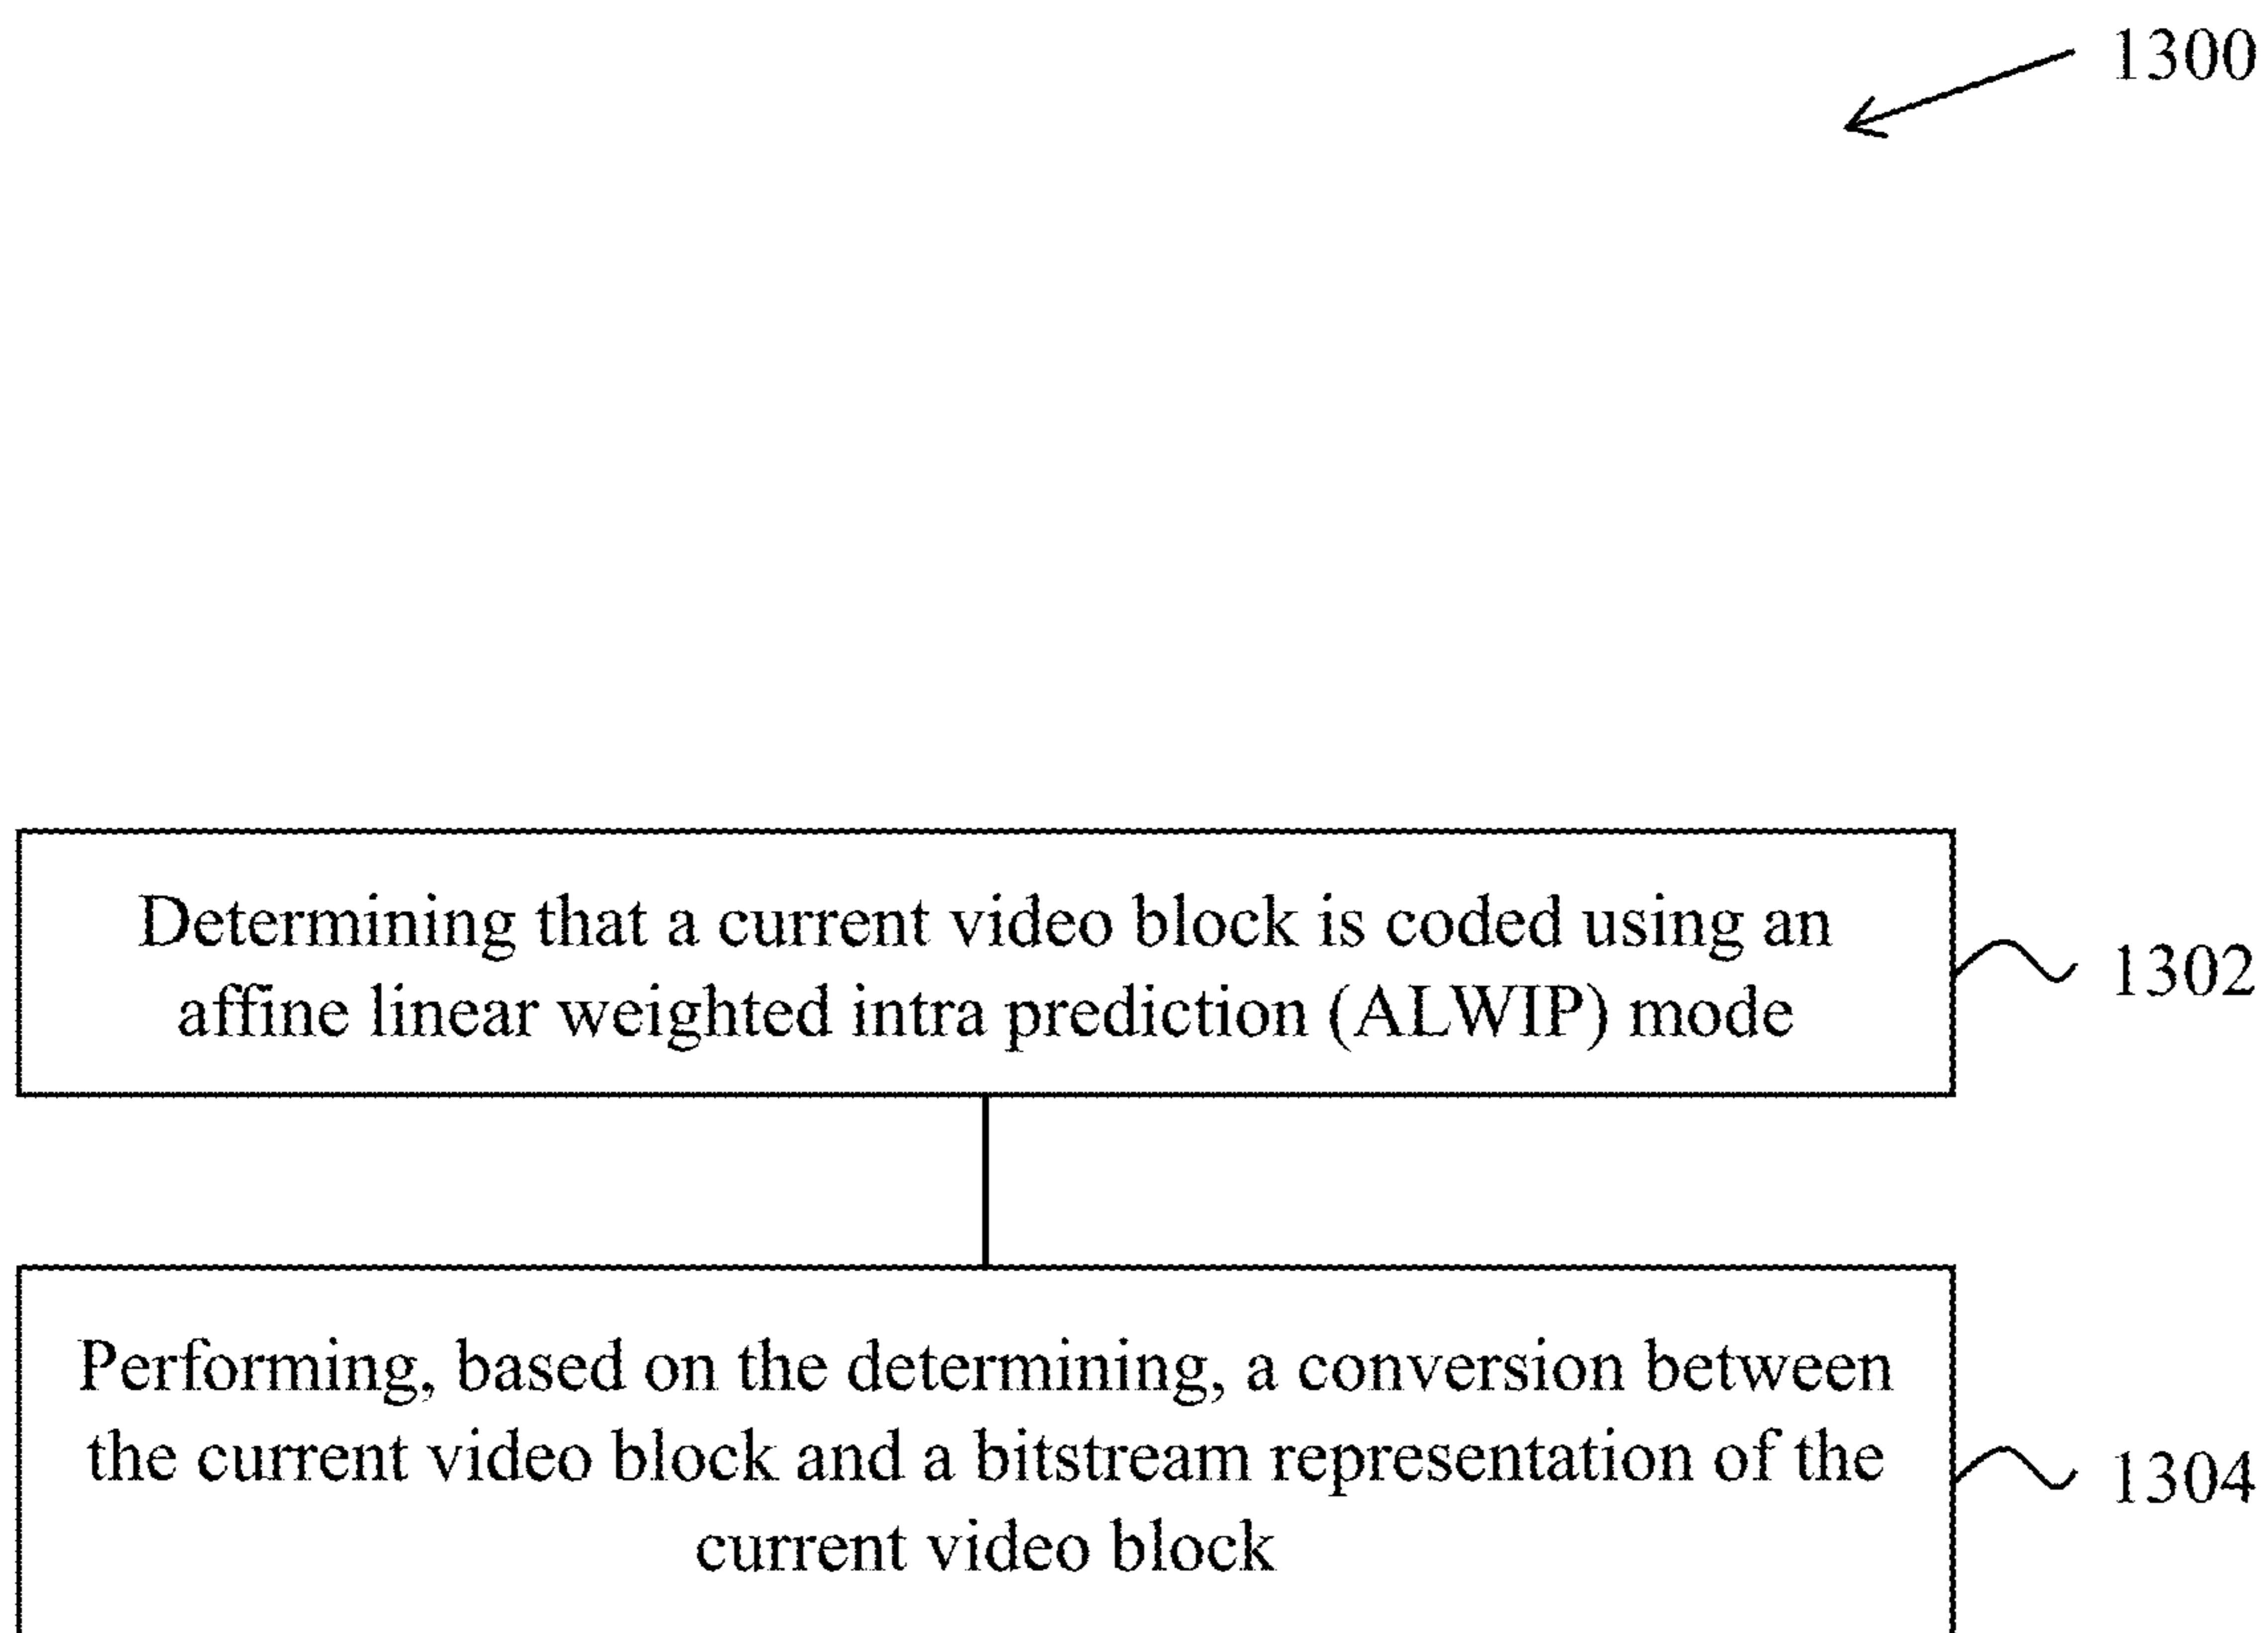 1300
Determining that a current video block is coded using an
affine linear weighted intra prediction (ALWIP) mode
1302
Performing, based on the determining, a conversion between
the current video block and a bitstream representation of the
current video block
1304